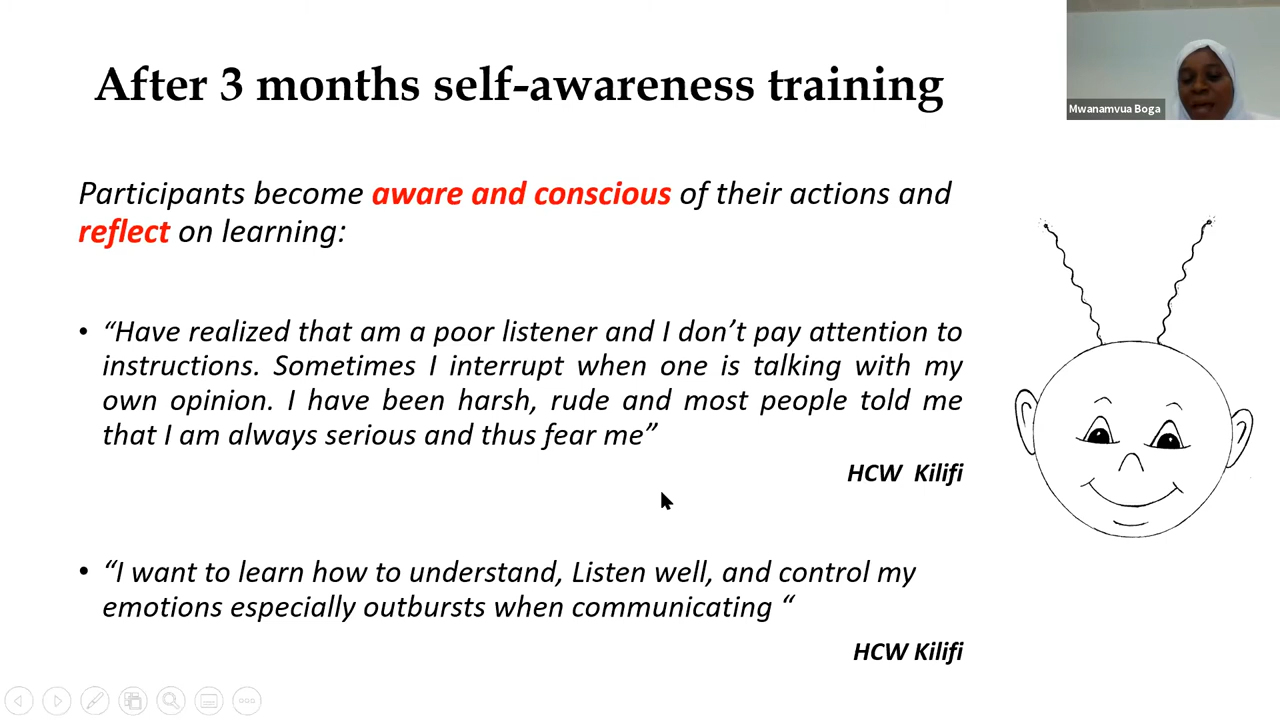 After 3 months self-awareness training
Mwanamvua Boga
Participants become aware and conscious of their actions and
reflect on learning:
• “Have realized that am a poor listener and I don’t pay attention to
instructions. Sometimes I interrupt when one is talking with my
own opinion. I have been harsh, rude and most people told me
that I am always serious and thus fear me”
HCW Kilifi
• “I want to learn how to understand, Listen well, and control my
emotions especially outbursts when communicating “
HCW Kilifi